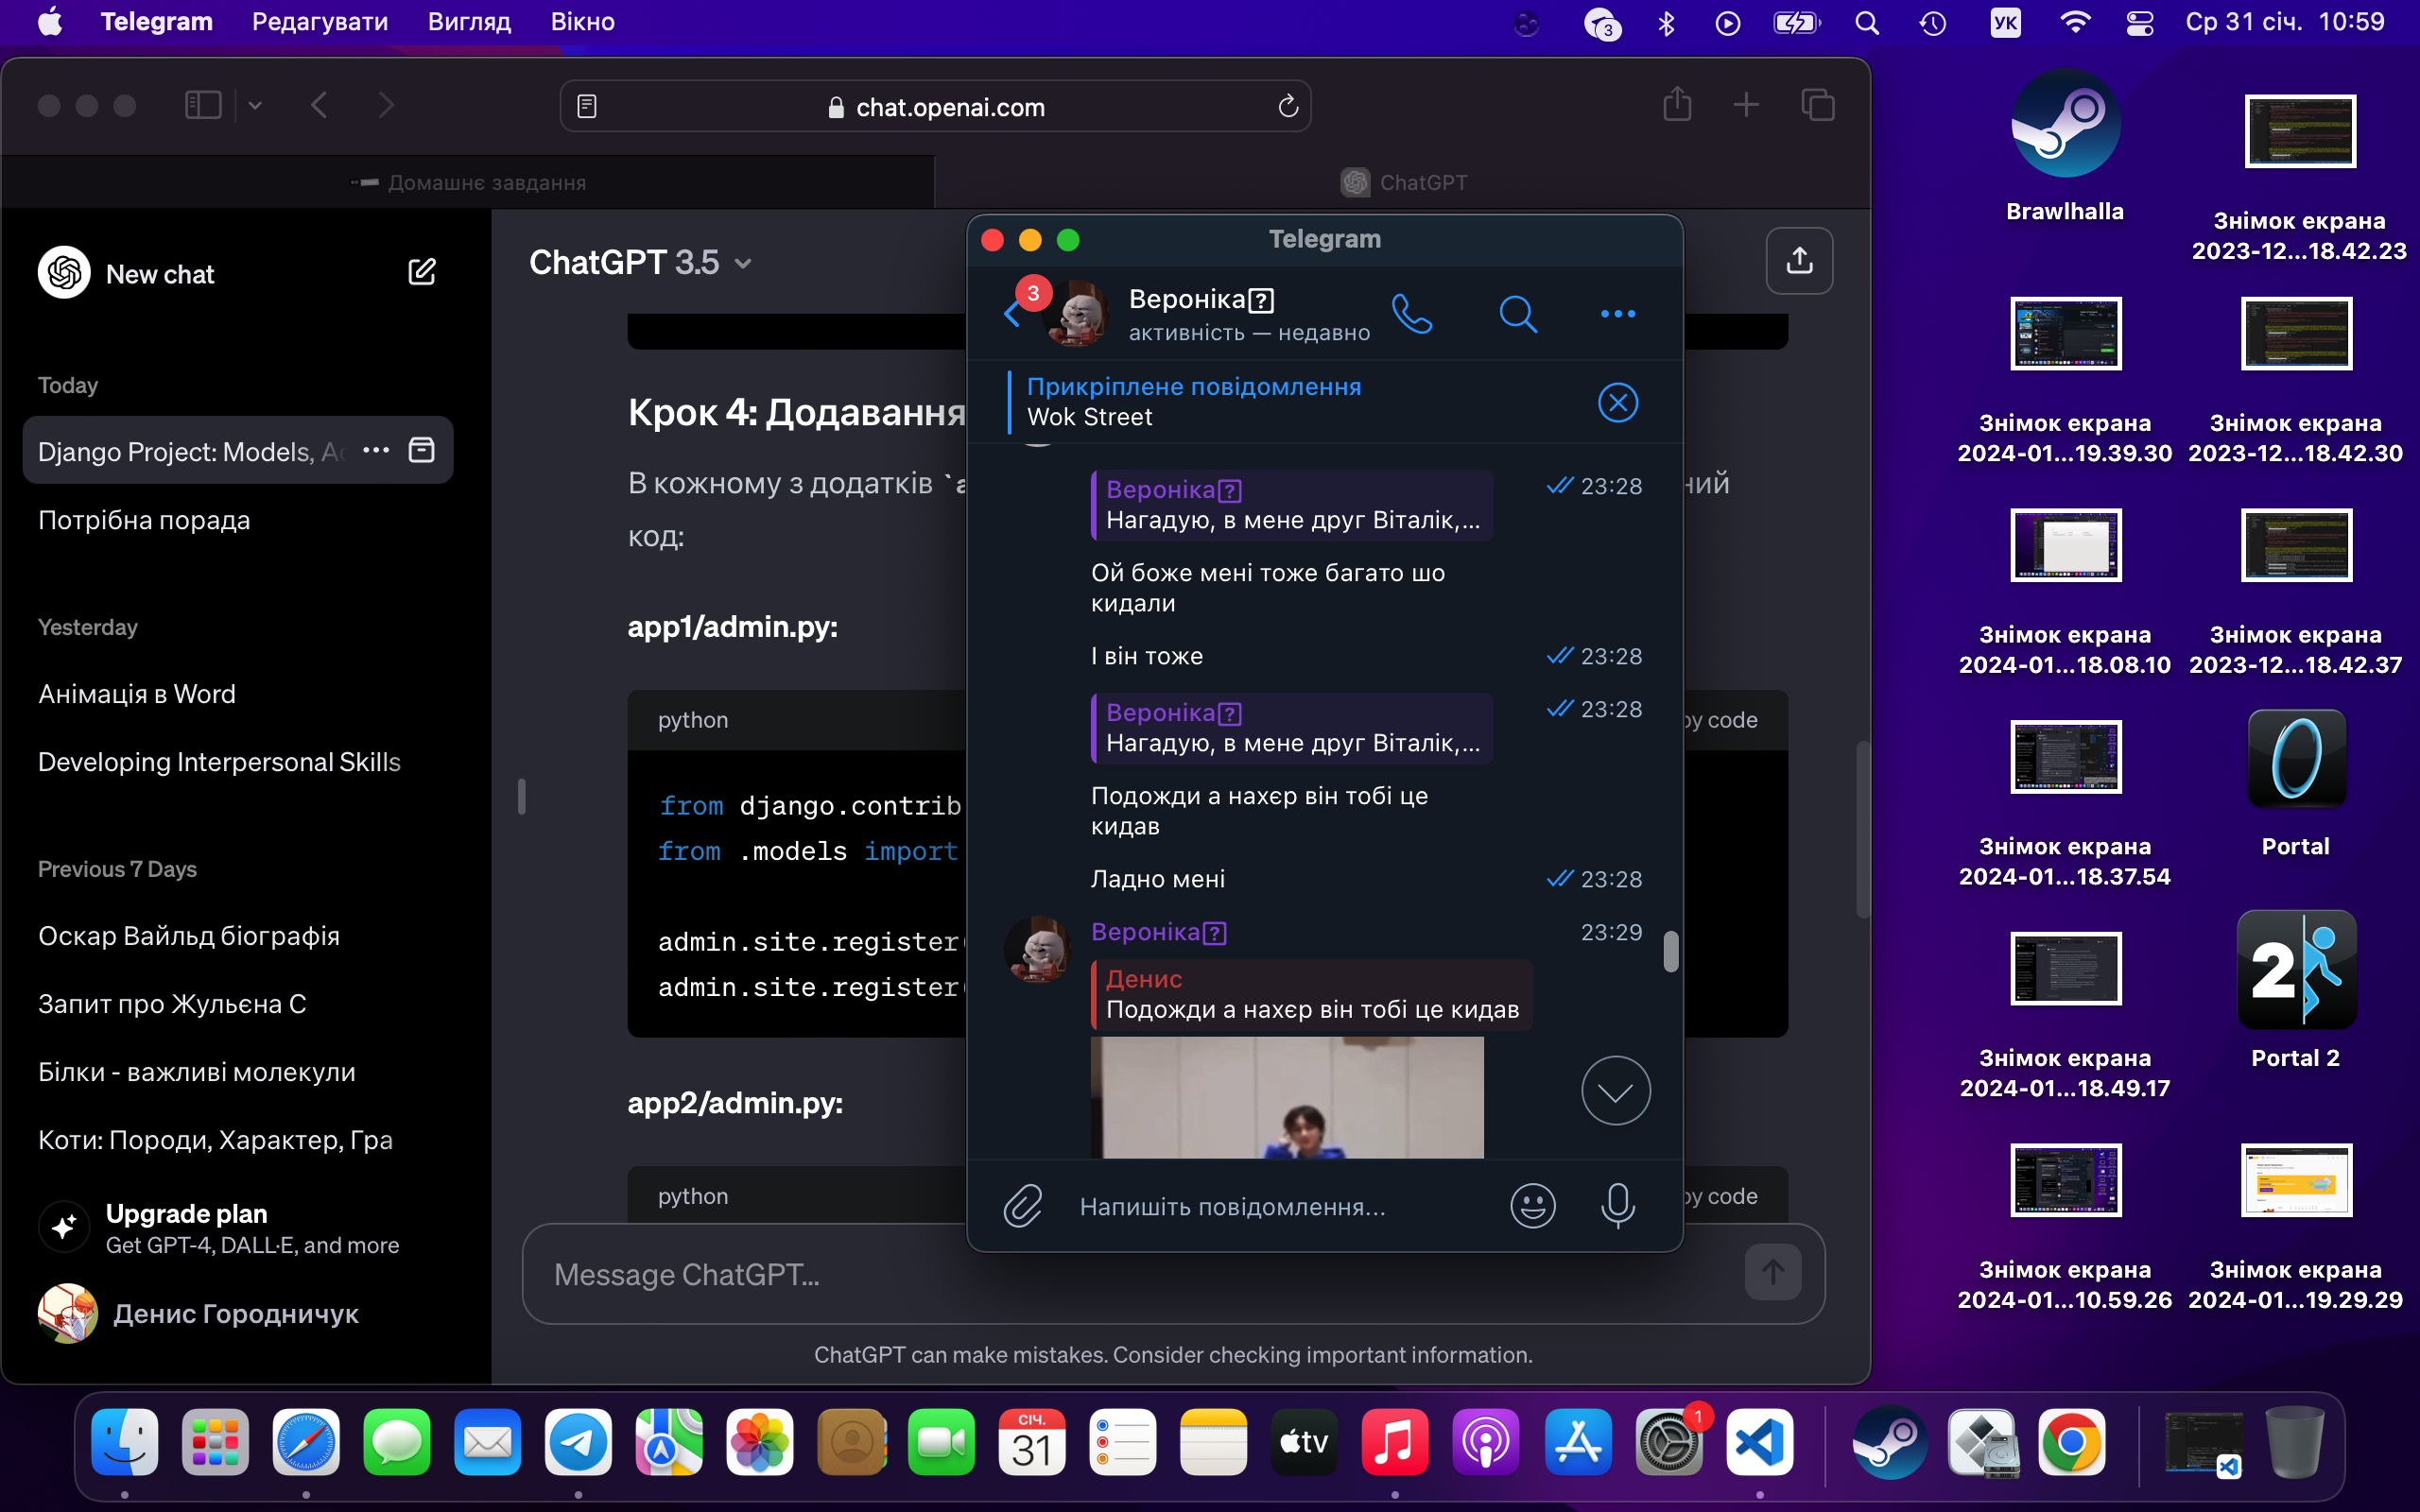 Telegram Редагувати Вигляд Вікно
3
УК
Ср 31 січ. 10:59
chat.openai.com
Домашнє завдання
ChatGPT
New chat
Today
Django Project: Models, Ad
Потрібна порада
Yesterday
Анімація в Word
Developing Interpersonal Skills
Previous 7 Days
Оскар Вайльд біографія
Запит про Жульєна С
Білки - важливі молекули
Коти: Породи, Характер, Гра
Upgrade plan
Get GPT-4, DALL·E, and more
Денис Городничук
ChatGPT 3.5
Крок 4: Додавання
В кожному з додатків `a
ний
код:
app1/admin.py:
python
py code
from django.contrib
from .models import
admin.site.register(
admin.site.register(
app2/admin.py:
python
py code
Message ChatGPT...
ChatGPT can make mistakes. Consider checking important information.
Telegram
3
Вероніка
активність — недавно
Прикріплене повідомлення
Wok Street
Вероніка
23:28
Нагадую, в мене друг Віталік,...
Ой боже мені тоже багато шо
кидали
І він тоже
23:28
Вероніка
23:28
Нагадую, в мене друг Віталік,...
Подожди а нахєр він тобі це
кидав
Ладно мені
23:28
Вероніка
23:29
Денис
Подожди а нахєр він тобі це кидав
Напишіть повідомлення...
Brawlhalla
Знімок екрана
2023-12...18.42.23
Знімок екрана
2024-01...19.39.30
Знімок екрана
2023-12...18.42.30
Знімок екрана
2024-01...18.08.10
Знімок екрана
2023-12...18.42.37
Знімок екрана
2024-01...18.37.54
Portal
Знімок екрана
2024-01...18.49.17
2
Portal 2
Знімок екрана
2024-01...10.59.26
Знімок екрана
2024-01...19.29.29
СІЧ.
31
tv
1